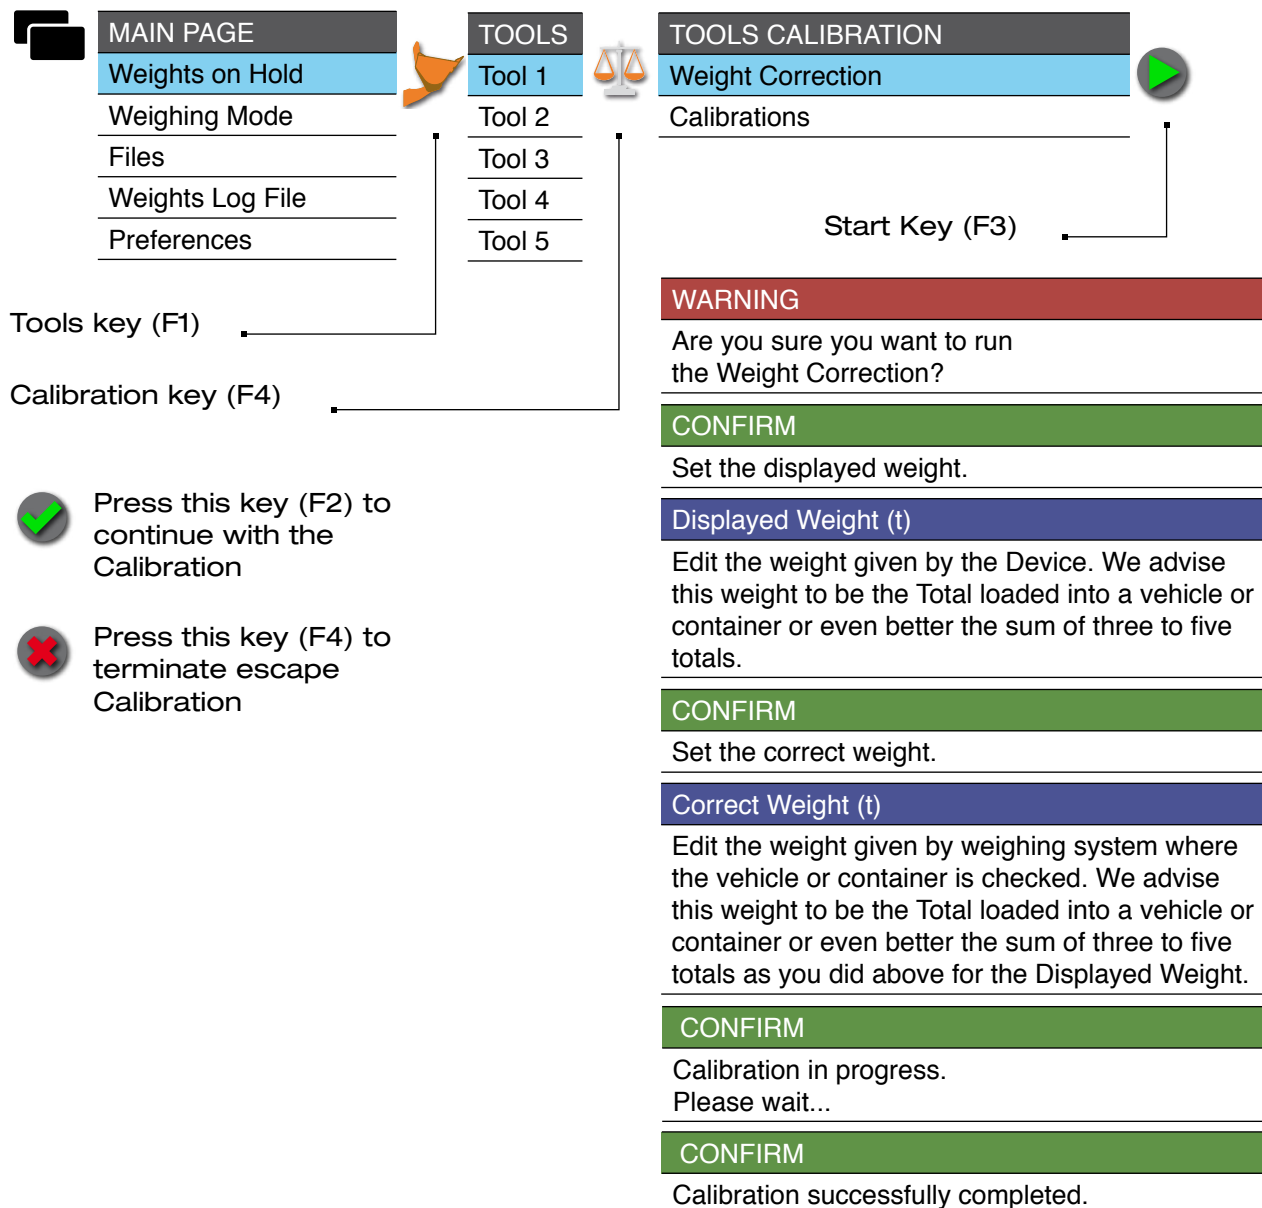 MAIN PAGE
Weights on Hold
Weighing Mode
Files
Weights Log File
Preferences
TOOLS
Tool 1
Tool 2
Tool 3
Tool 4
Tool 5
TOOLS CALIBRATION
Weight Correction
Calibrations
Start Key (F3)
Tools key (F1)
Calibration key (F4)
Press this key (F2) to
continue with the
Calibration
Press this key (F4) to
terminate escape
Calibration
WARNING
Are you sure you want to run
the Weight Correction?
CONFIRM
Set the displayed weight.
Displayed Weight (t)
Edit the weight given by the Device. We advise
this weight to be the Total loaded into a vehicle or
container or even better the sum of three to five
totals.
CONFIRM
Set the correct weight.
Correct Weight (t)
Edit the weight given by weighing system where
the vehicle or container is checked. We advise
this weight to be the Total loaded into a vehicle or
container or even better the sum of three to five
totals as you did above for the Displayed Weight.
CONFIRM
Calibration in progress.
Please wait...
CONFIRM
Calibration successfully completed.